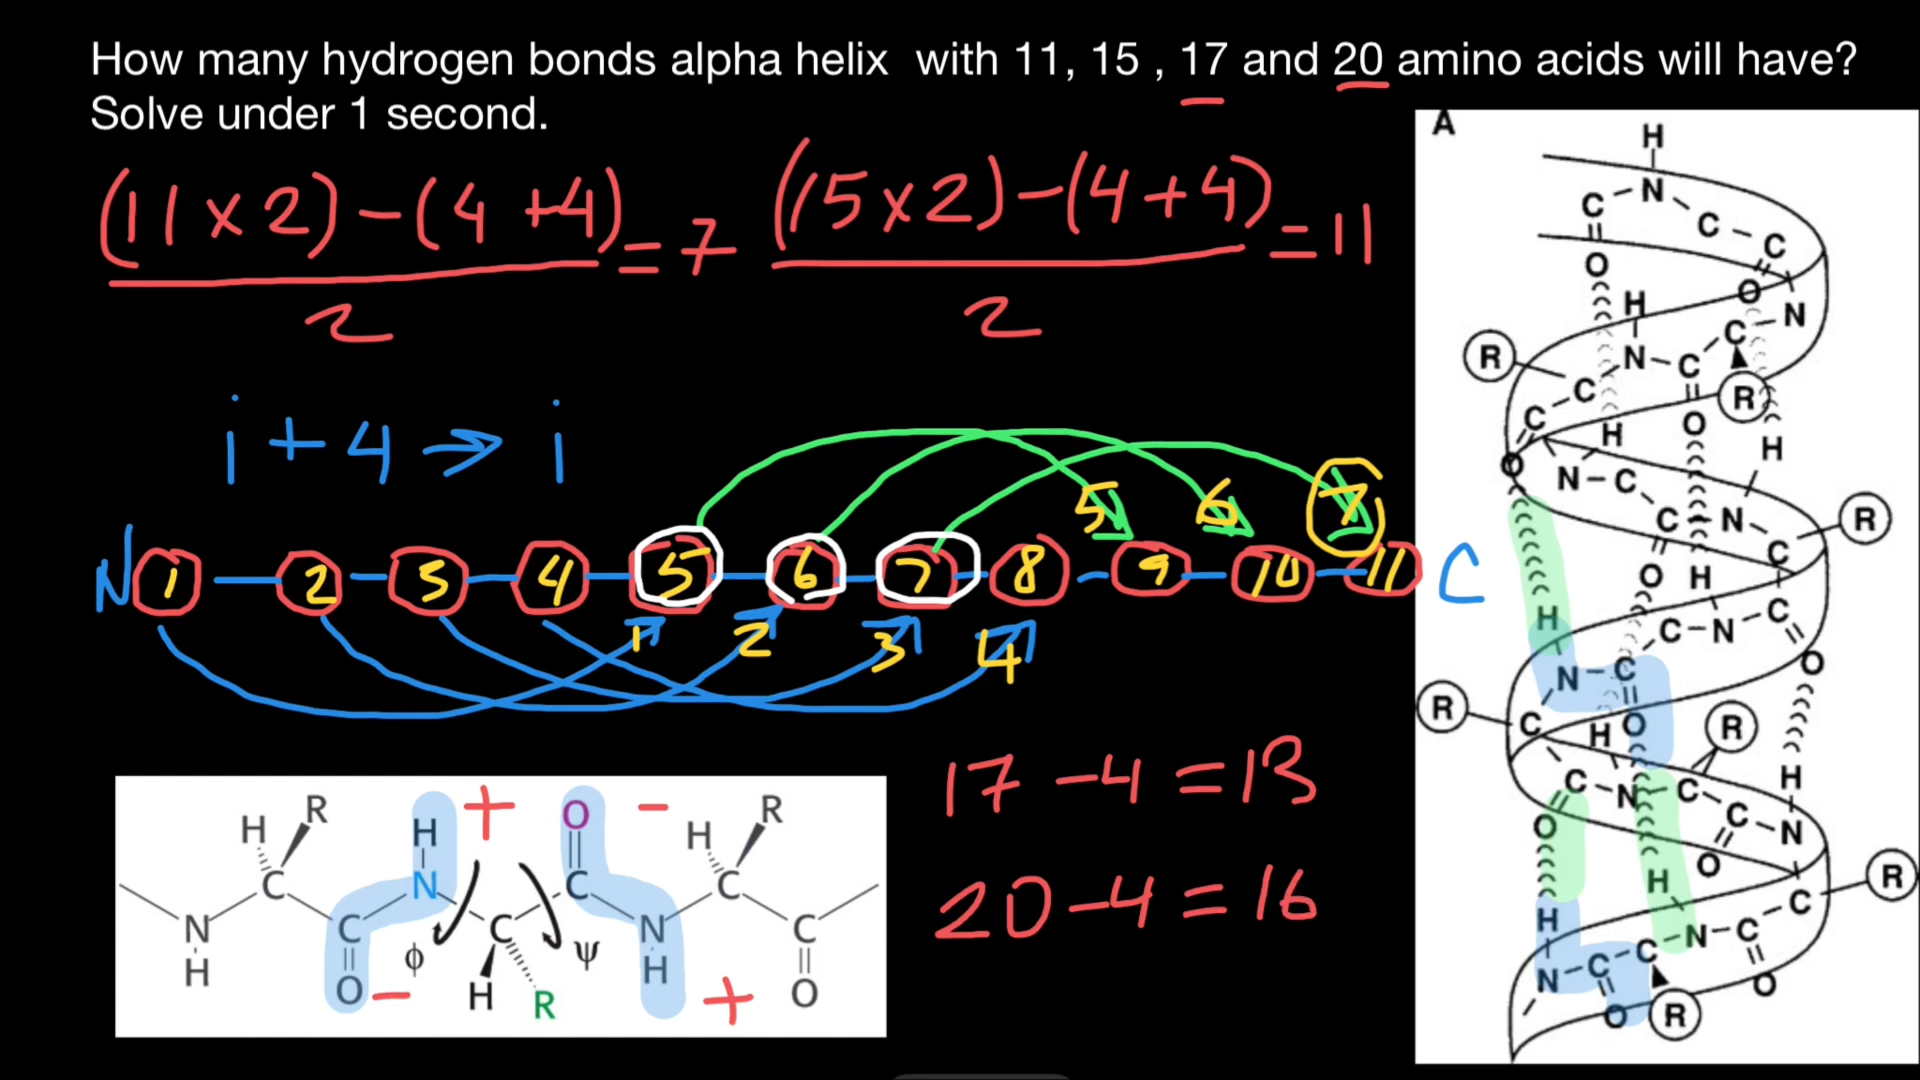 How many hydrogen bonds alpha helix with 11, 15 , 17 and 20 amino acids will have?
Solve under 1 second.
(11 x 2) - (4 + 4) = 7
2
(15 x 2) - (4 + 4) = 11
2
i + 4 → i
5 6 7
N 1 2 3 4 5 6 7 8 9 10 11 C
1 2 3 4
17 - 4 = 13
20 - 4 = 16
H R H + O - H R
C N C C
N C C N C
H O - ϕ H R ψ H + O
A
H
C N C C
O O
H N
R N C C
C R
C O H
O H
N C C N R
C
O H
H C N C
O
N C
R C H O R
H
C N C C N
O O
H R
H C
N C C N C
O R O